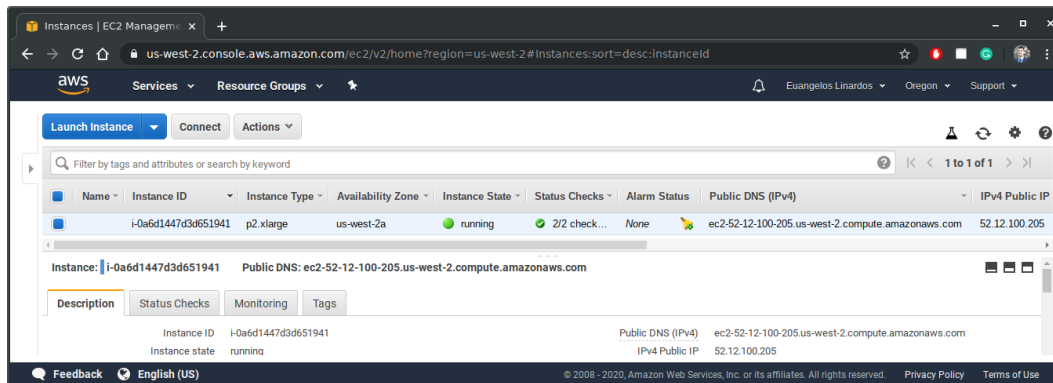 Instances | EC2 Manageme
us-west-2.console.aws.amazon.com/ec2/v2/home?region=us-west-2#Instances:sort=desc:instanceId
aws Services Resource Groups Euangelos Linardos Oregon Support
Launch Instance Connect Actions
Filter by tags and attributes or search by keyword 1 to 1 of 1
Name Instance ID Instance Type Availability Zone Instance State Status Checks Alarm Status Public DNS (IPv4) IPv4 Public IP
i-0a6d1447d3d651941 p2.xlarge us-west-2a running 2/2 check... None ec2-52-12-100-205.us-west-2.compute.amazonaws.com 52.12.100.205
Instance: i-0a6d1447d3d651941 Public DNS: ec2-52-12-100-205.us-west-2.compute.amazonaws.com
Description Status Checks Monitoring Tags
Instance ID i-0a6d1447d3d651941 Public DNS (IPv4) ec2-52-12-100-205.us-west-2.compute.amazonaws.com
Instance state running IPv4 Public IP 52.12.100.205
Feedback English (US) © 2008 - 2020, Amazon Web Services, Inc. or its affiliates. All rights reserved. Privacy Policy Terms of Use